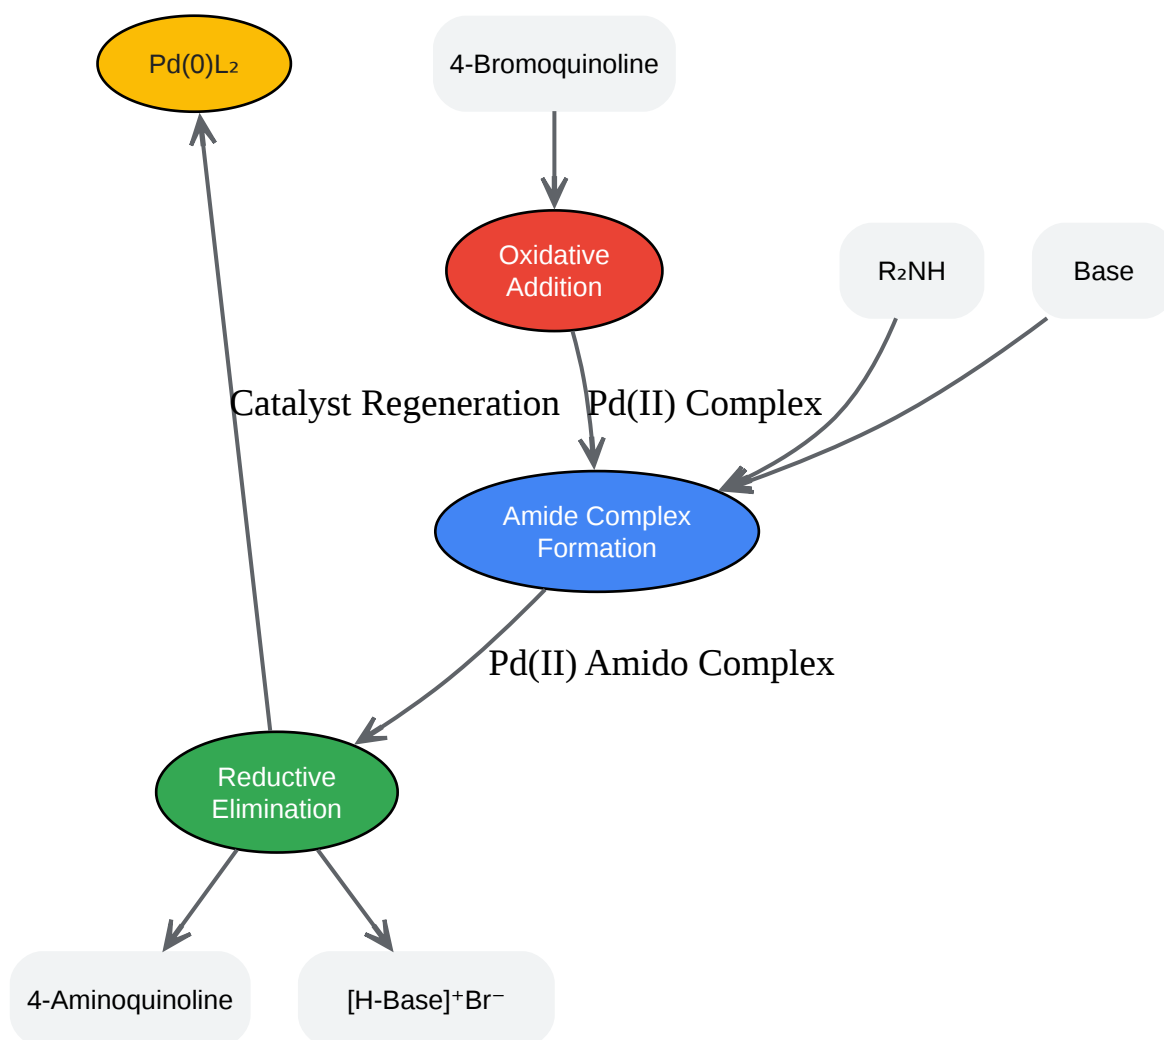 Pd(0)L₂
4-Bromoquinoline
Oxidative
Addition
R₂NH
Base
Catalyst Regeneration
Pd(II) Complex
Amide Complex
Formation
Pd(II) Amido Complex
Reductive
Elimination
4-Aminoquinoline
[H-Base]⁺Br⁻